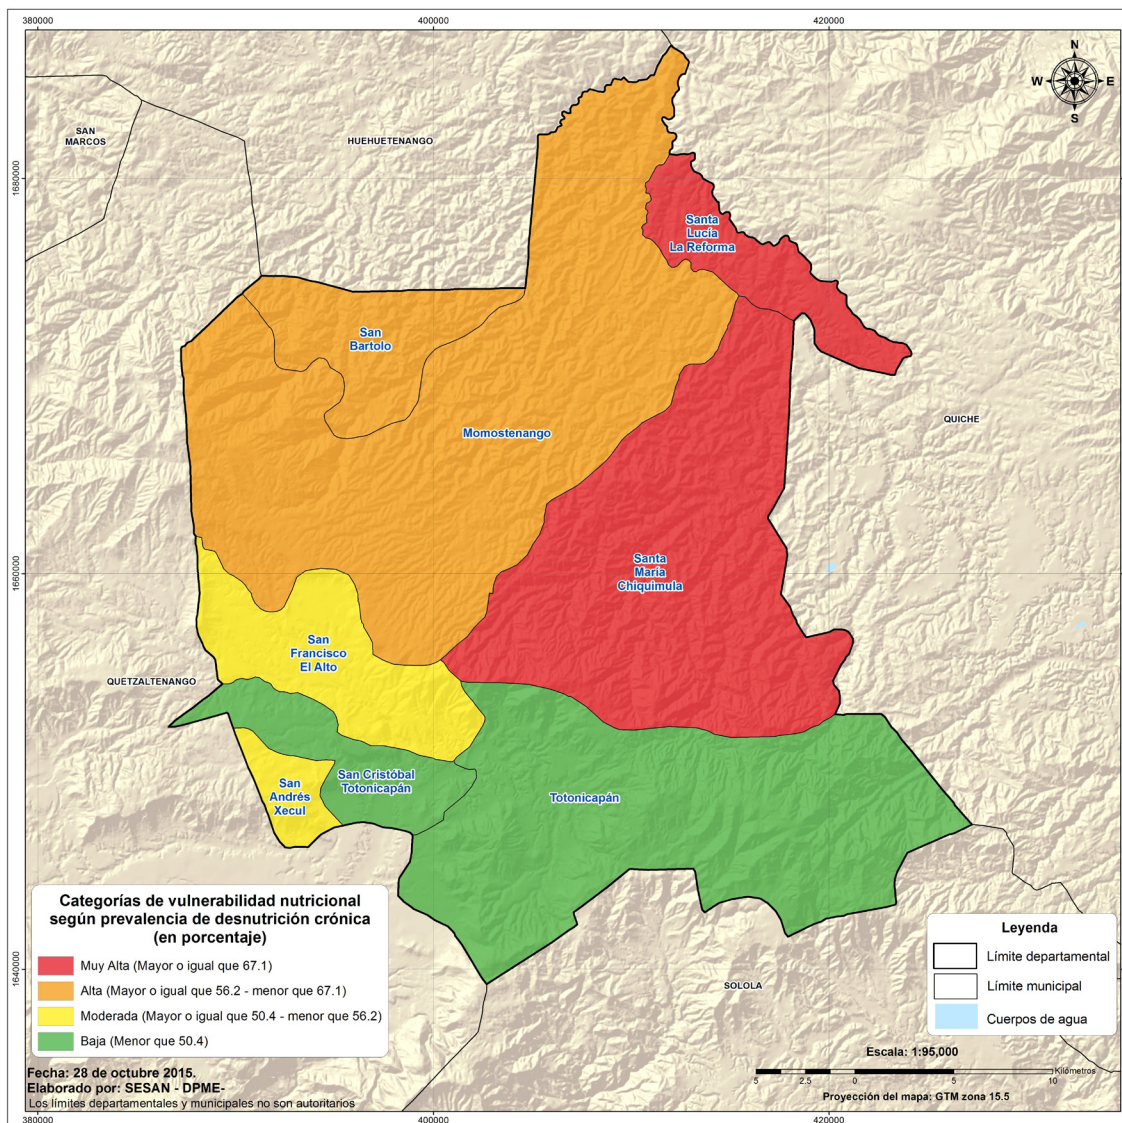 380000
400000
420000
N
W
E
S
SAN
MARCOS
HUEHUETENANGO
1680000
1680000
Santa
Lucía
La Reforma
San
Bartolo
QUICHE
Momostenango
1660000
1660000
Santa
María
Chiquimula
San
Francisco
El Alto
QUETZALTENANGO
San
Andrés
Xecul
San Cristóbal
Totonicapán
Totonicapán
Categorías de vulnerabilidad nutricional
según prevalencia de desnutrición crónica
(en porcentaje)
Muy Alta (Mayor o igual que 67.1)
Alta (Mayor o igual que 56.2 - menor que 67.1)
Moderada (Mayor o igual que 50.4 - menor que 56.2)
Baja (Menor que 50.4)
1640000
1640000
SOLOLA
Leyenda
Límite departamental
Límite municipal
Cuerpos de agua
Fecha: 28 de octubre 2015.
Elaborado por: SESAN - DPME-
Los límites departamentales y municipales no son autoritarios
Escala: 1:95,000
5 2.5 0 5 10
Kilómetros
Proyección del mapa: GTM zona 15.5
380000
400000
420000